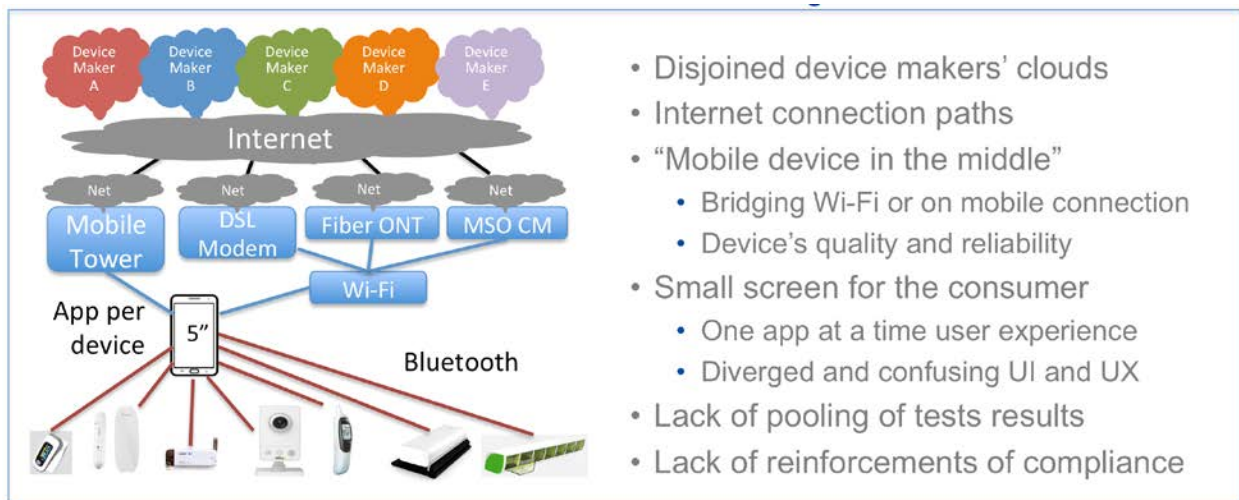 Device Maker A
Device Maker B
Device Maker C
Device Maker D
Device Maker E
Internet
Net
Net
Net
Net
Mobile Tower
DSL Modem
Fiber ONT
MSO CM
Wi-Fi
App per device
5”
Bluetooth
• Disjoined device makers’ clouds
• Internet connection paths
• “Mobile device in the middle”
• Bridging Wi-Fi or on mobile connection
• Device’s quality and reliability
• Small screen for the consumer
• One app at a time user experience
• Diverged and confusing UI and UX
• Lack of pooling of tests results
• Lack of reinforcements of compliance